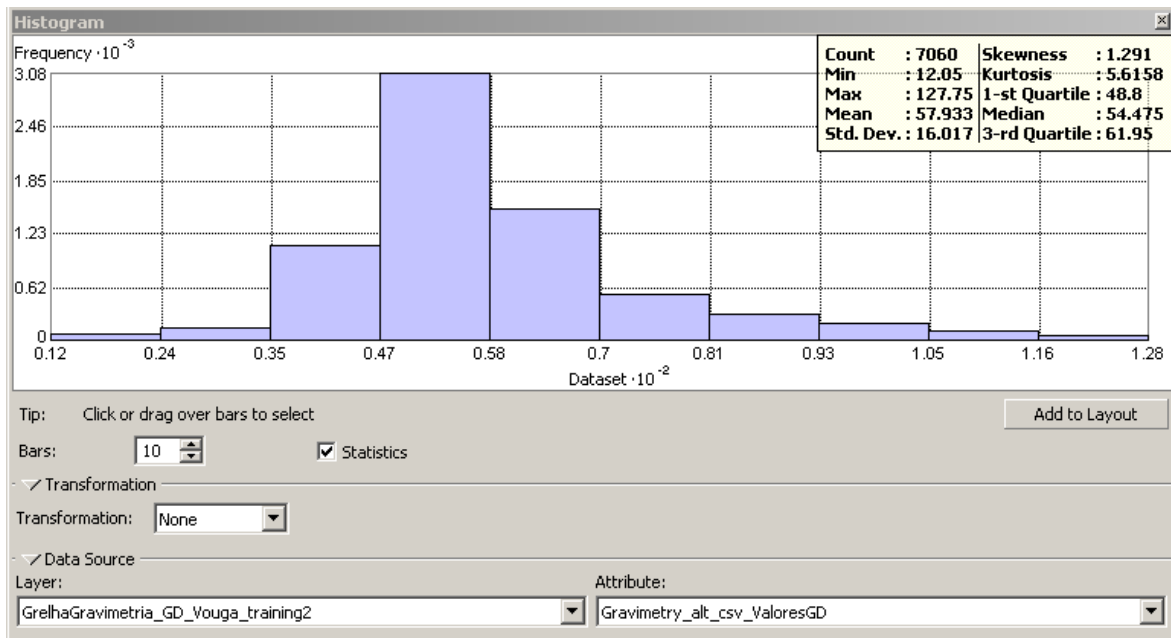 Histogram
Frequency ·10 -3
Count : 7060 Skewness : 1.291
Min : 12.05 Kurtosis : 5.6158
Max : 127.75 1-st Quartile : 48.8
Mean : 57.933 Median : 54.475
Std. Dev. : 16.017 3-rd Quartile : 61.95
3.08
2.46
1.85
1.23
0.62
0
0.12 0.24 0.35 0.47 0.58 0.7 0.81 0.93 1.05 1.16 1.28
Dataset ·10 -2
Tip: Click or drag over bars to select Add to Layout
Bars: 10 Statistics
Transformation
Transformation: None
Data Source
Layer: Attribute:
GrelhaGravimetria_GD_Vouga_training2 Gravimetry_alt_csv_ValoresGD